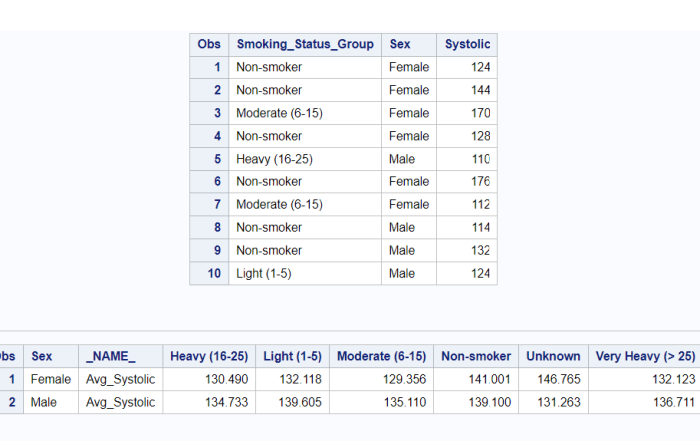 Obs Smoking_Status_Group Sex Systolic
1 Non-smoker Female 124
2 Non-smoker Female 144
3 Moderate (6-15) Female 170
4 Non-smoker Female 128
5 Heavy (16-25) Male 110
6 Non-smoker Female 176
7 Moderate (6-15) Female 112
8 Non-smoker Male 114
9 Non-smoker Male 132
10 Light (1-5) Male 124
bs Sex _NAME_ Heavy (16-25) Light (1-5) Moderate (6-15) Non-smoker Unknown Very Heavy (> 25)
1 Female Avg_Systolic 130.490 132.118 129.356 141.001 146.765 132.123
2 Male Avg_Systolic 134.733 139.605 135.110 139.100 131.263 136.711